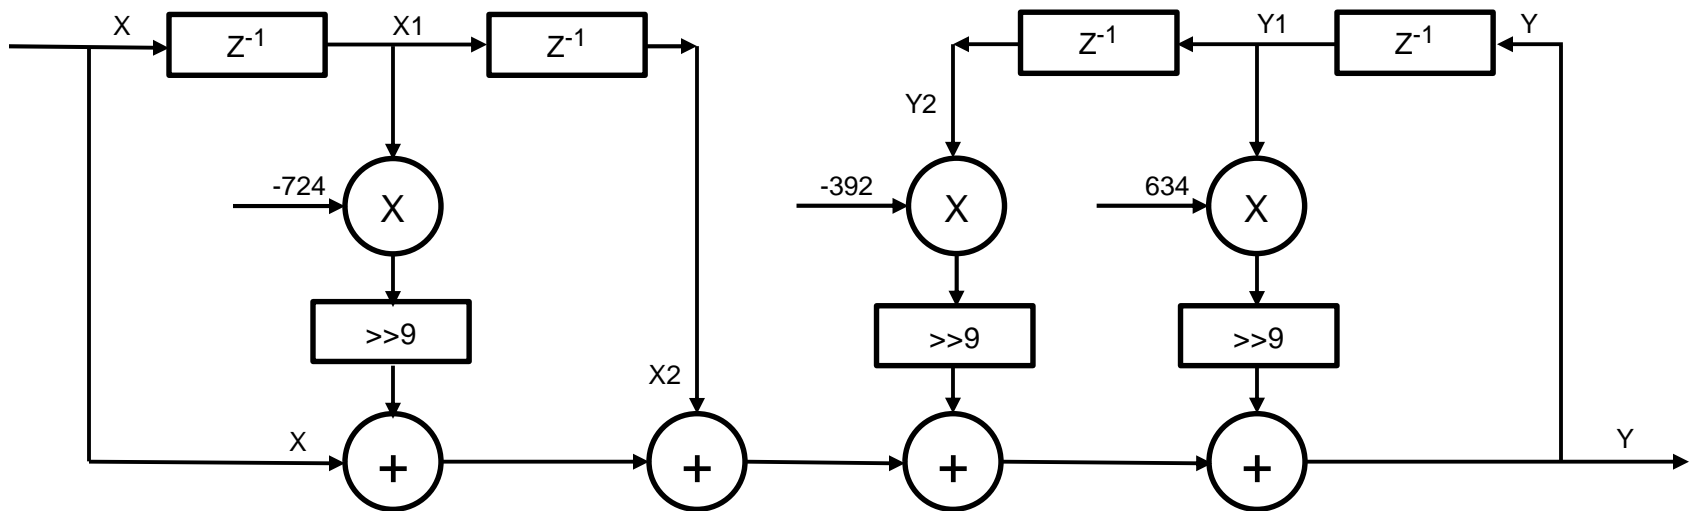 X
Z-1
X1
Z-1
Z-1
Y1
Z-1
Y
Y2
-724
X
-392
X
634
X
>>9
>>9
>>9
X2
X
+
+
+
+
Y